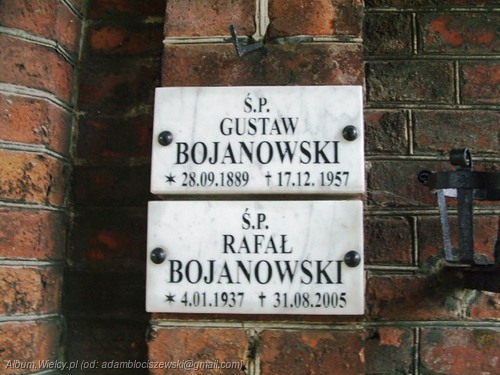 Ś.P.
GUSTAW
BOJANOWSKI
✶ 28.09.1889 † 17.12. 1957
Ś.P.
RAFAŁ
BOJANOWSKI
✶ 4.01.1937 † 31.08.2005
Album.Wielcy.pl (od: adamblociszewski@gmail.com)